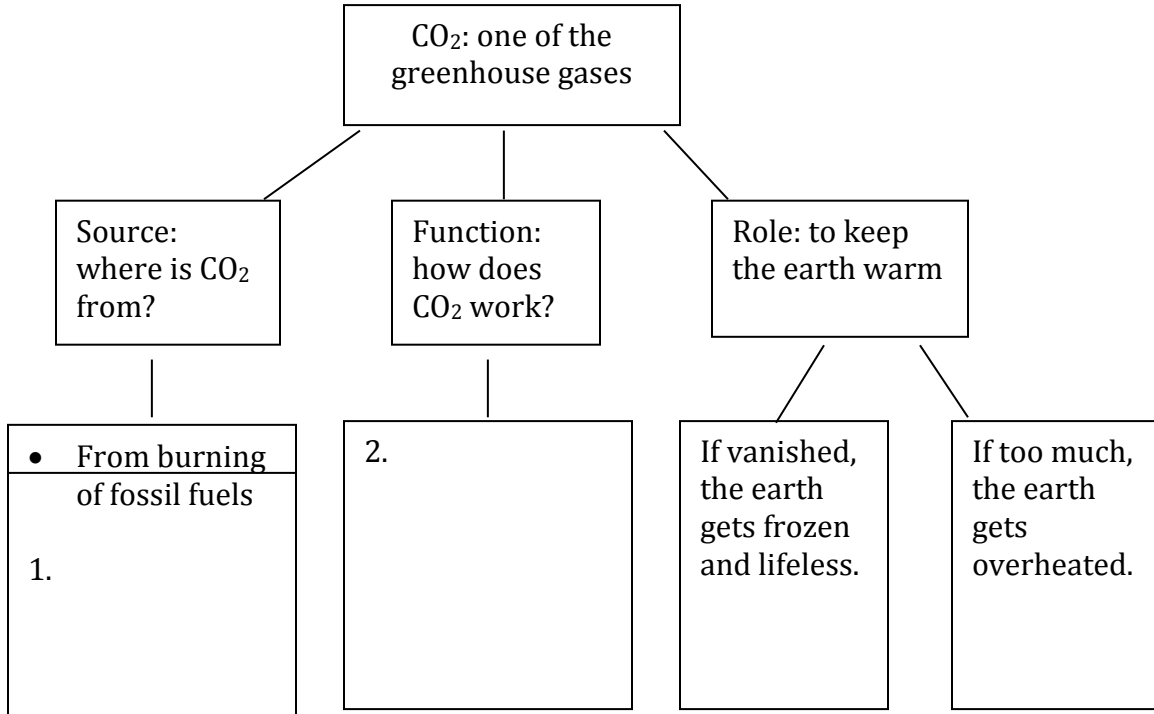 CO₂: one of the
greenhouse gases
Source:
where is CO₂
from?
Function:
how does
CO₂ work?
Role: to keep
the earth warm
• From burning
of fossil fuels
1.
2.
If vanished,
the earth
gets frozen
and lifeless.
If too much,
the earth
gets
overheated.